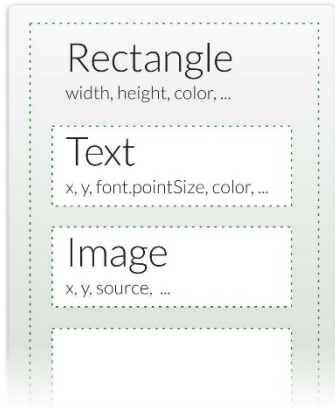 Rectangle
width, height, color, ...
Text
x, y, font.pointSize, color, ...
Image
x, y, source, ...